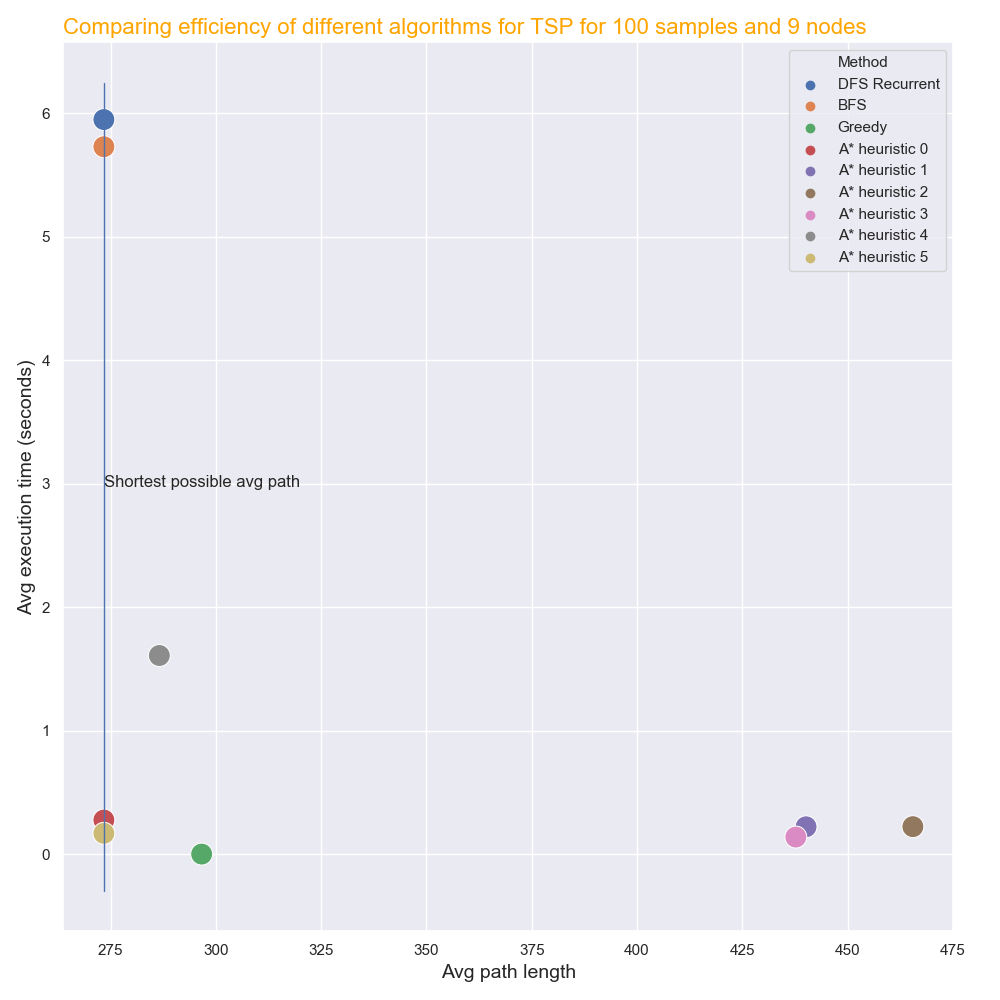 Comparing efficiency of different algorithms for TSP for 100 samples and 9 nodes
Method
DFS Recurrent
BFS
Greedy
A* heuristic 0
A* heuristic 1
A* heuristic 2
A* heuristic 3
A* heuristic 4
A* heuristic 5
Avg execution time (seconds)
6
5
4
3
2
1
0
Shortest possible avg path
275
300
325
350
375
400
425
450
475
Avg path length